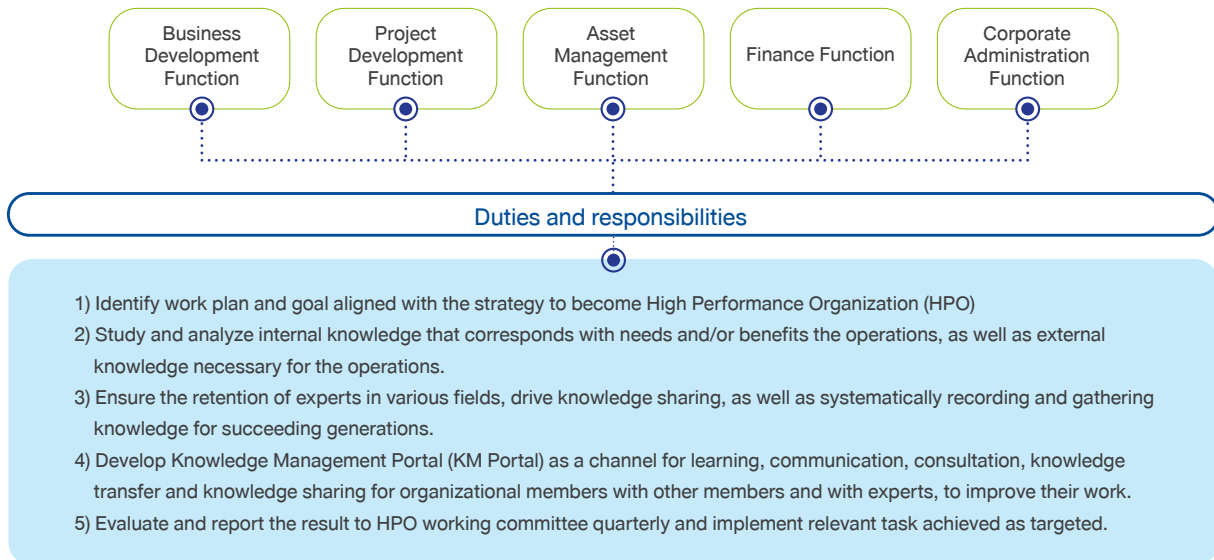 Business
Development
Function
Project
Development
Function
Asset
Management
Function
Finance Function
Corporate
Administration
Function
Duties and responsibilities
1) Identify work plan and goal aligned with the strategy to become High Performance Organization (HPO)
2) Study and analyze internal knowledge that corresponds with needs and/or benefits the operations, as well as external
knowledge necessary for the operations.
3) Ensure the retention of experts in various fields, drive knowledge sharing, as well as systematically recording and gathering
knowledge for succeeding generations.
4) Develop Knowledge Management Portal (KM Portal) as a channel for learning, communication, consultation, knowledge
transfer and knowledge sharing for organizational members with other members and with experts, to improve their work.
5) Evaluate and report the result to HPO working committee quarterly and implement relevant task achieved as targeted.